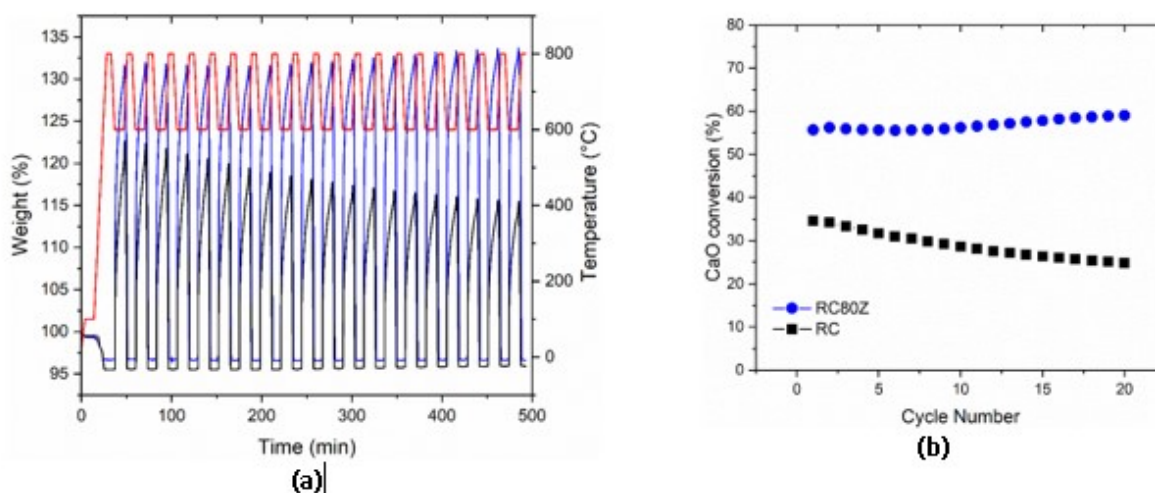 135
130
125
120
115
110
105
100
95
Weight (%)
800
600
400
200
0
Temperature (°C)
0 100 200 300 400 500
Time (min)
(a)
80
70
60
50
40
30
20
10
0
CaO conversion (%)
RC80Z
RC
0 5 10 15 20
Cycle Number
(b)